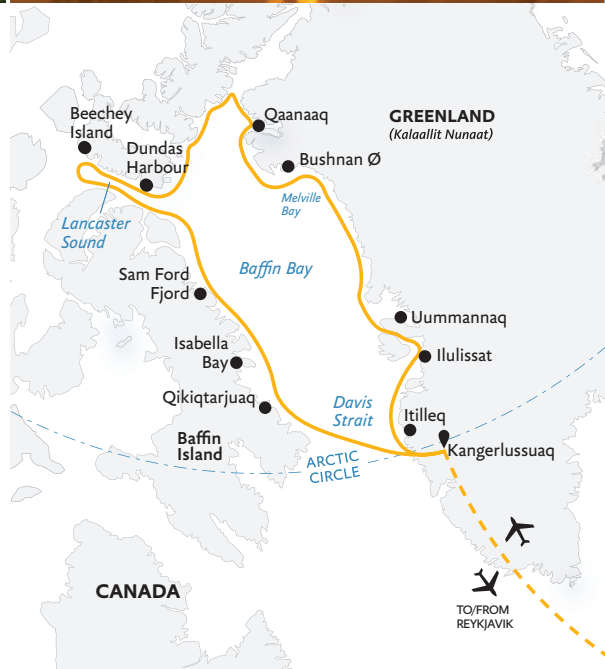 Qaanaaq
GREENLAND
(Kalaallit Nunaat)
Beechey
Island
Dundas
Harbour
Bushnan Ø
Melville
Bay
Lancaster
Sound
Baffin Bay
Sam Ford
Fjord
Uummannaq
Isabella
Bay
Ilulissat
Qikiqtarjuaq
Davis
Strait
Itilleq
Baffin
Island
Kangerlussuaq
ARCTIC
CIRCLE
CANADA
TO/FROM
REYKJAVIK